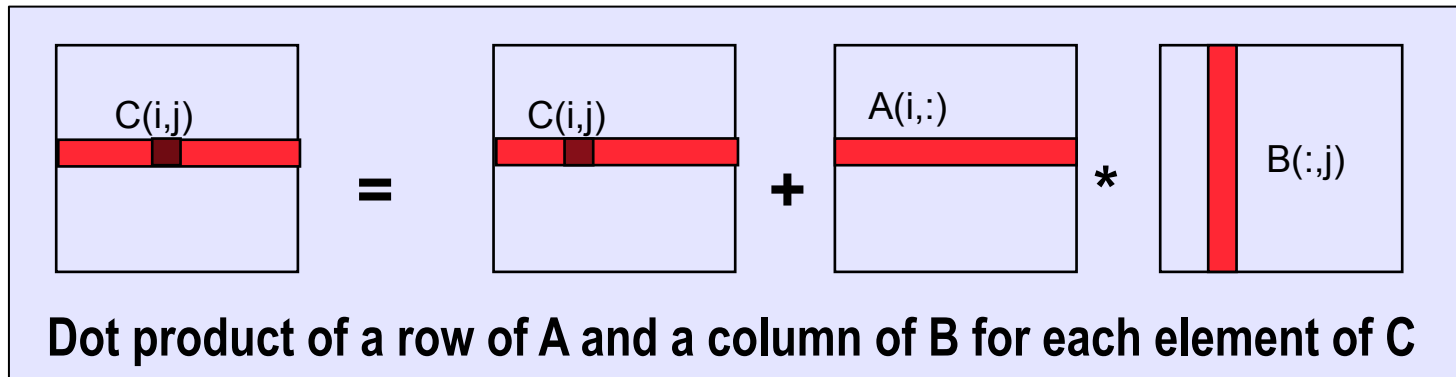 C(i,j)
=
C(i,j)
+
A(i,:)
*
B(:,j)
Dot product of a row of A and a column of B for each element of C